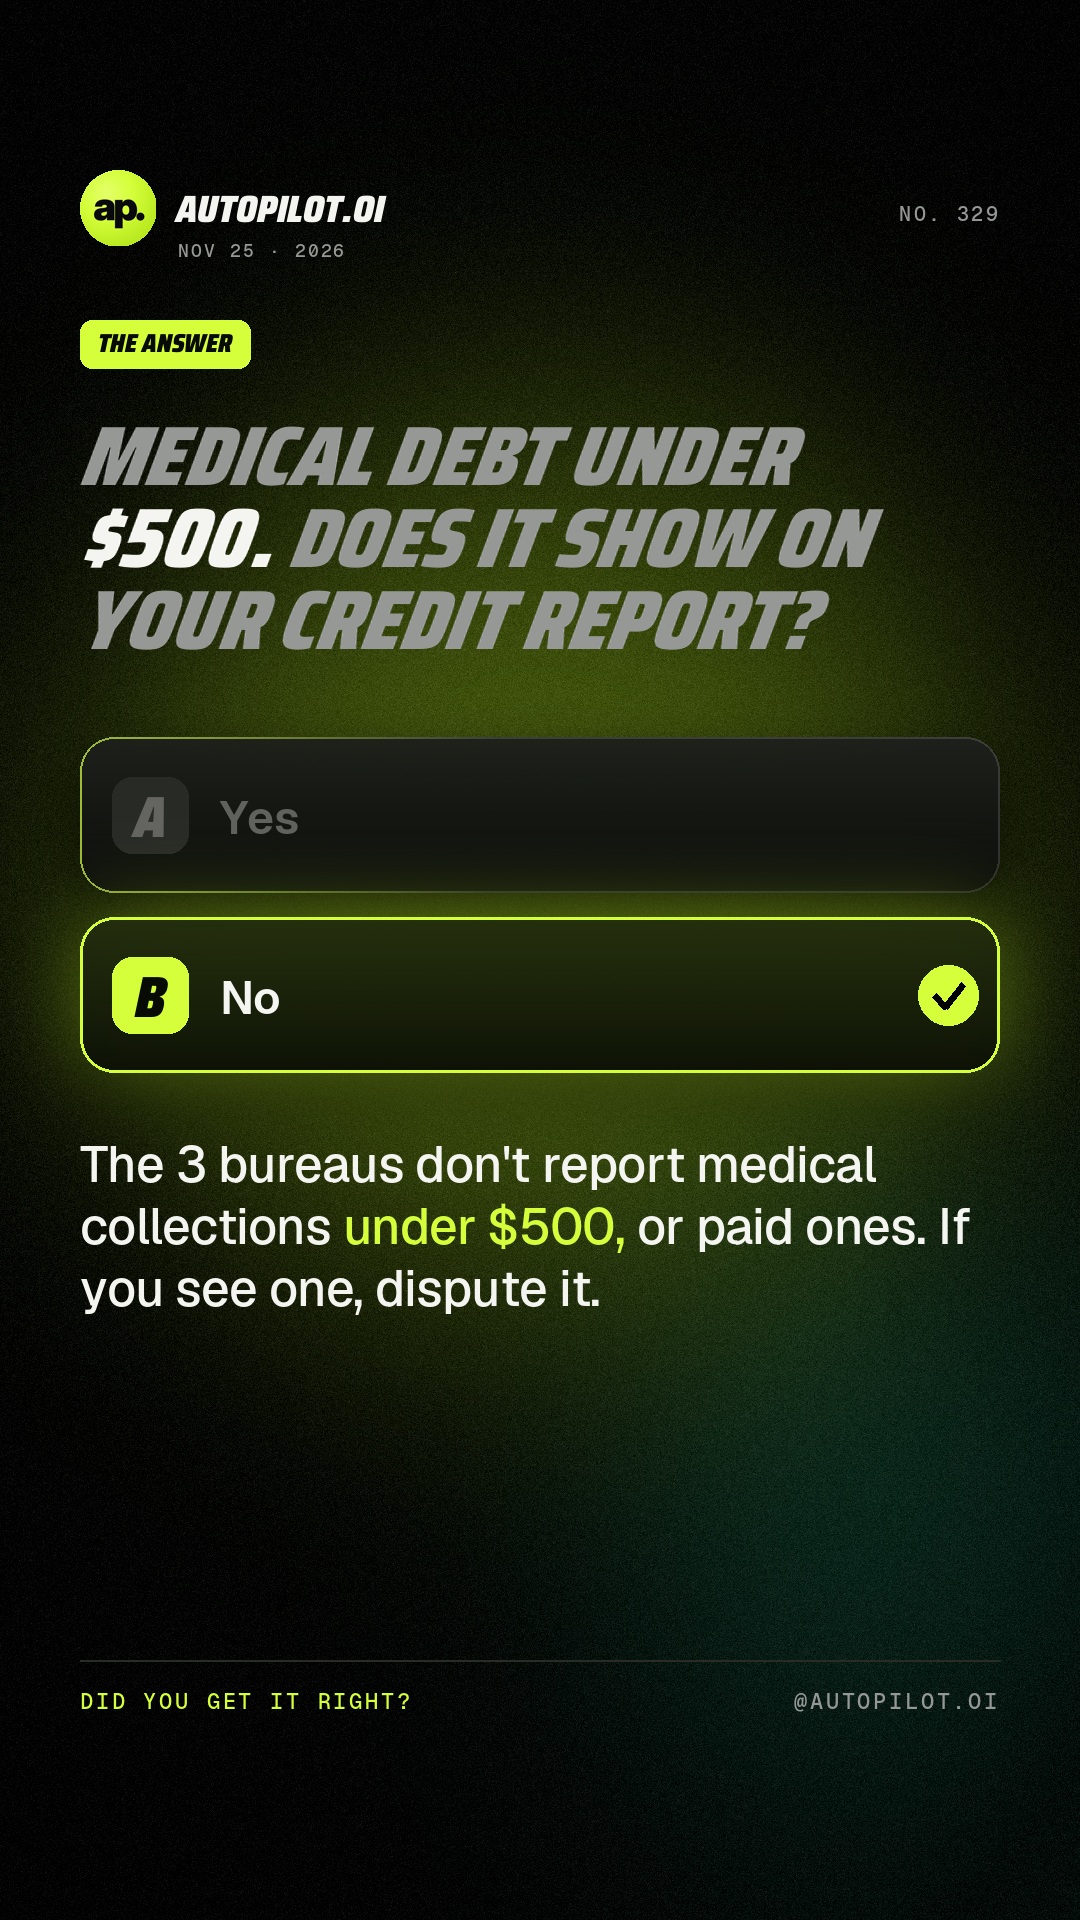 ap.
AUTOPILOT.OI
NO. 329
NOV 25 · 2026
THE ANSWER
MEDICAL DEBT UNDER
$500. DOES IT SHOW ON
YOUR CREDIT REPORT?
A Yes
B No
The 3 bureaus don't report medical
collections under $500, or paid ones. If
you see one, dispute it.
DID YOU GET IT RIGHT?
@AUTOPILOT.OI